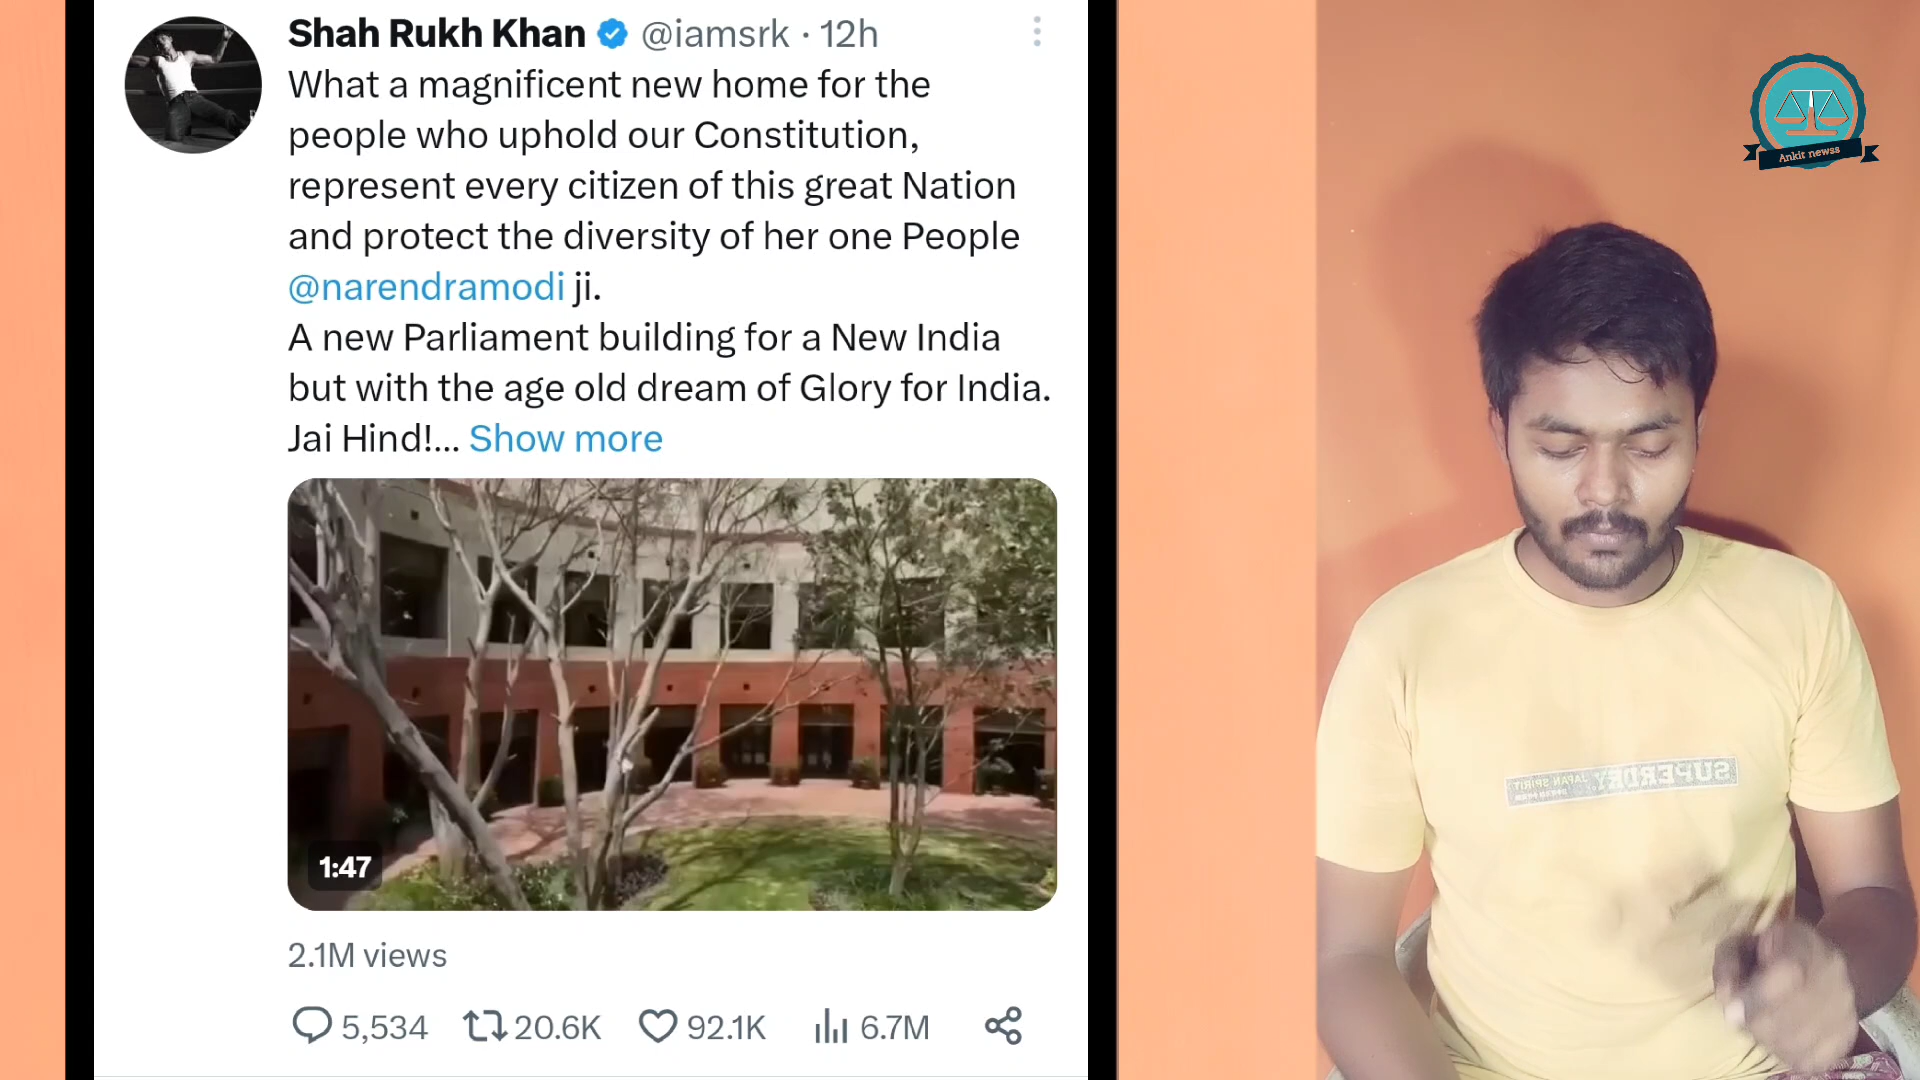 Shah Rukh Khan @iamsrk · 12h
What a magnificent new home for the
people who uphold our Constitution,
represent every citizen of this great Nation
and protect the diversity of her one People
@narendramodi ji.
A new Parliament building for a New India
but with the age old dream of Glory for India.
Jai Hind!... Show more
1:47
2.1M views
5,534 20.6K 92.1K 6.7M
Ankit newss
SUPERDRY JAPAN SPIRIT